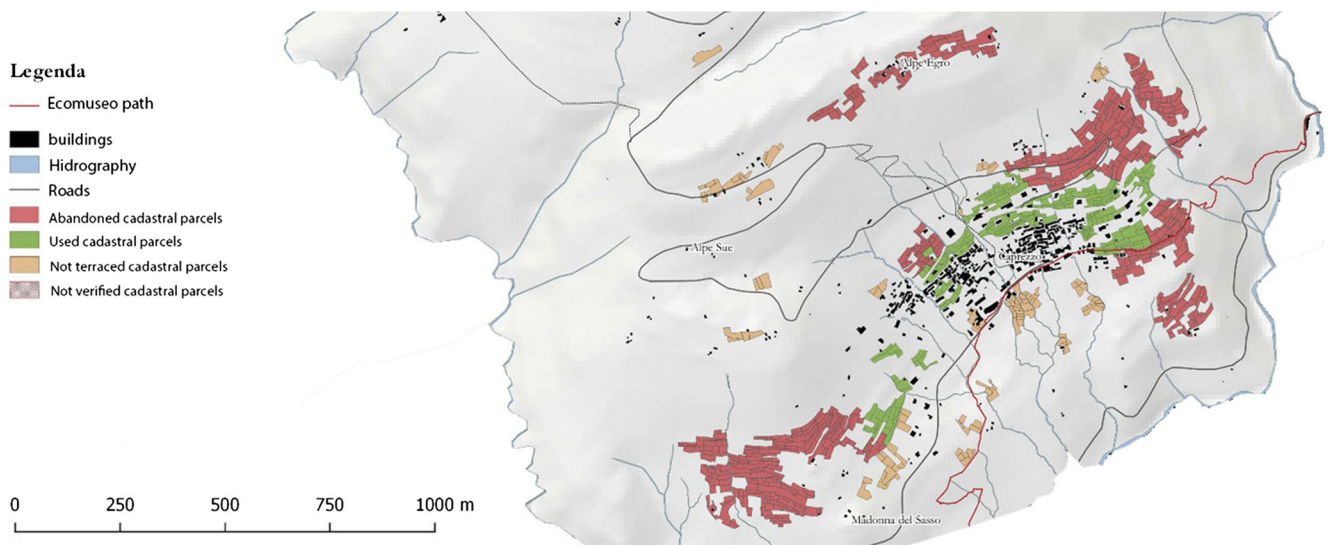 Legenda
Ecomuseo path
buildings
Hidrography
Roads
Abandoned cadastral parcels
Used cadastral parcels
Not terraced cadastral parcels
Not verified cadastral parcels
0 250 500 750 1000 m
Alpe Egro
Alpe Sue
Caprezzo
Madonna del Sasso